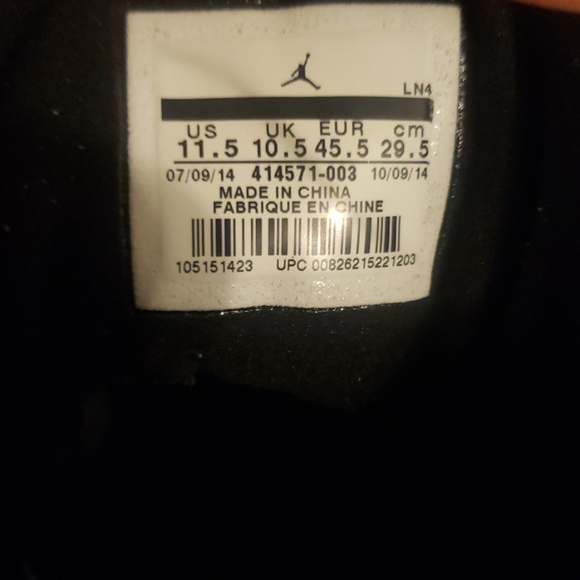 LN4
US UK EUR cm
11.5 10.5 45.5 29.5
07/09/14 414571-003 10/09/14
MADE IN CHINA
FABRIQUE EN CHINE
105151423 UPC 00826215221203